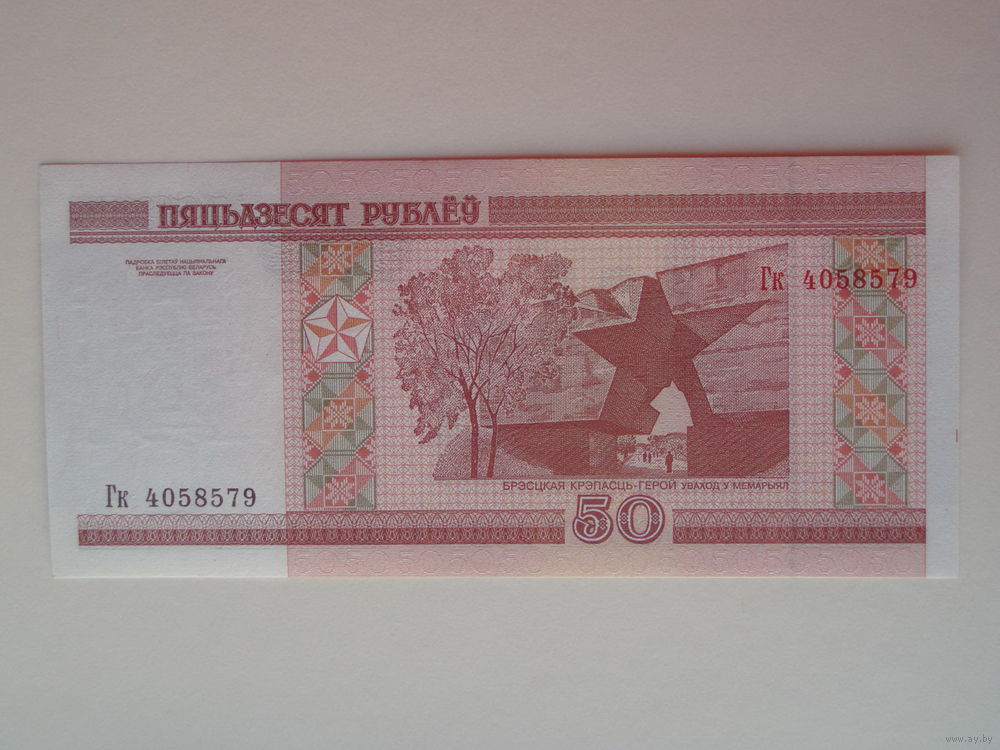 ПЯЦЬДЗЕСЯТ РУБЛЁЎ
ПАДРОБКА БІЛЕТАЎ НАЦЫЯНАЛЬНАГА
БАНКА РЭСПУБЛІКІ БЕЛАРУСЬ
ПРАСЛЕДУЕЦЦА ПА ЗАКОНУ
Гк 4058579
Гк 4058579
БРЭСЦКАЯ КРЭПАСЦЬ-ГЕРОЙ УВАХОД У МЕМАРЫЯЛ
50
www.ay.by